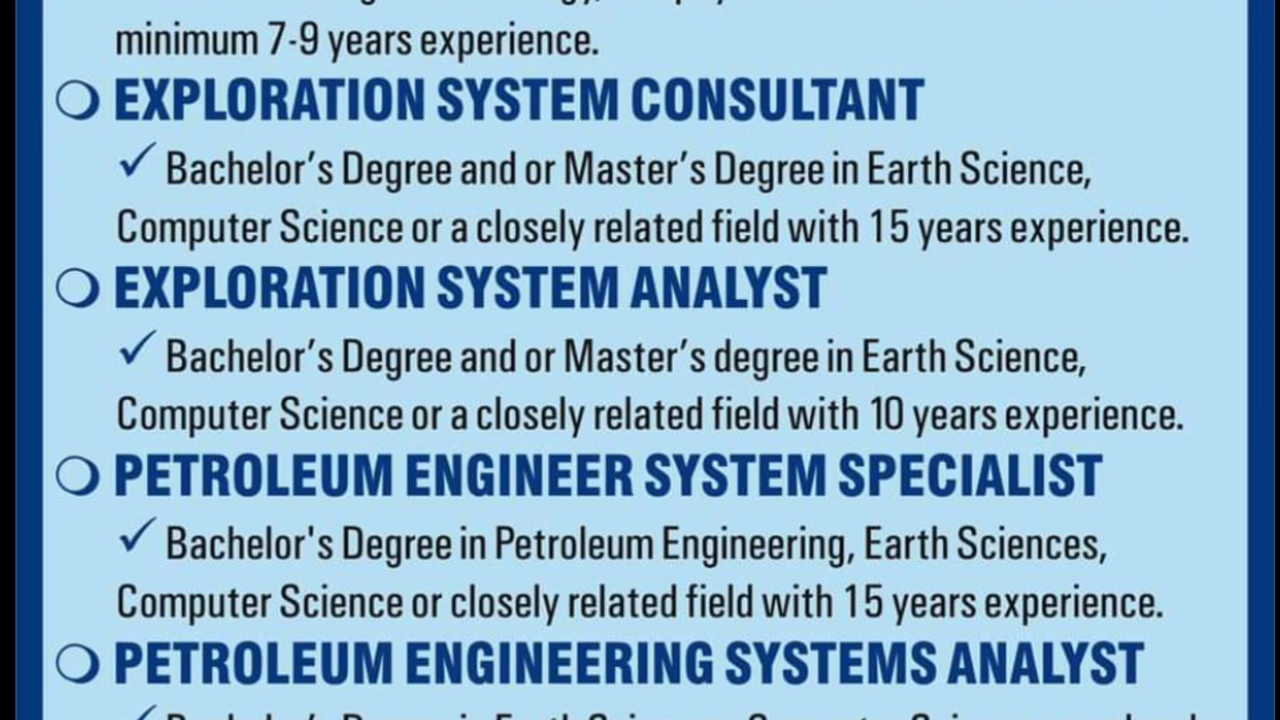 minimum 7-9 years experience.
EXPLORATION SYSTEM CONSULTANT
✓ Bachelor’s Degree and or Master’s Degree in Earth Science,
Computer Science or a closely related field with 15 years experience.
EXPLORATION SYSTEM ANALYST
✓ Bachelor’s Degree and or Master’s degree in Earth Science,
Computer Science or a closely related field with 10 years experience.
PETROLEUM ENGINEER SYSTEM SPECIALIST
✓ Bachelor's Degree in Petroleum Engineering, Earth Sciences,
Computer Science or closely related field with 15 years experience.
PETROLEUM ENGINEERING SYSTEMS ANALYST